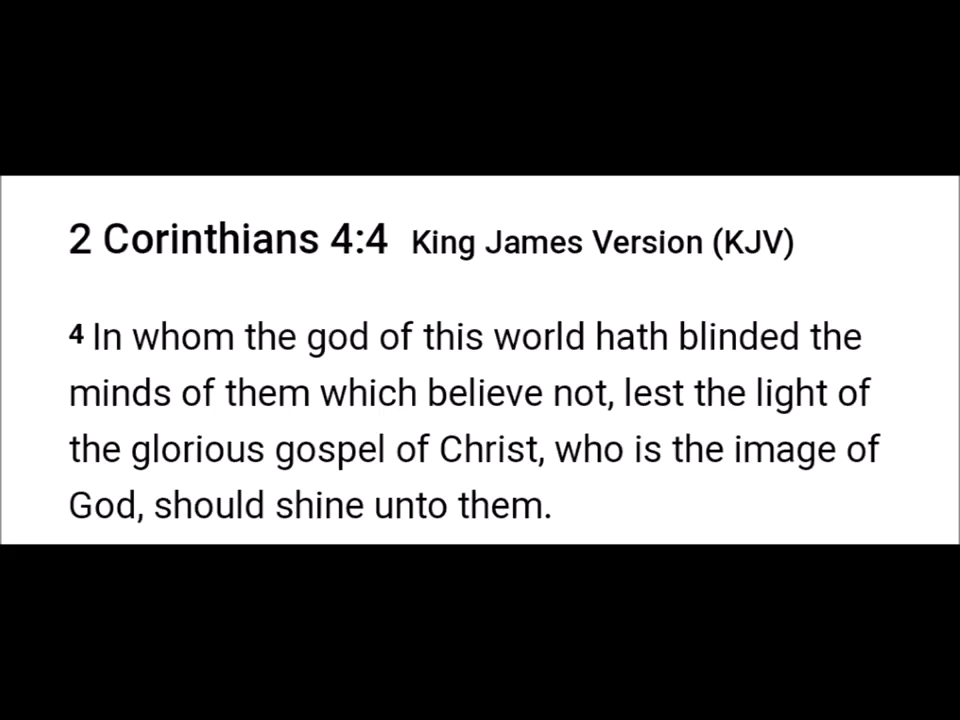 2 Corinthians 4:4 King James Version (KJV)
4 In whom the god of this world hath blinded the
minds of them which believe not, lest the light of
the glorious gospel of Christ, who is the image of
God, should shine unto them.